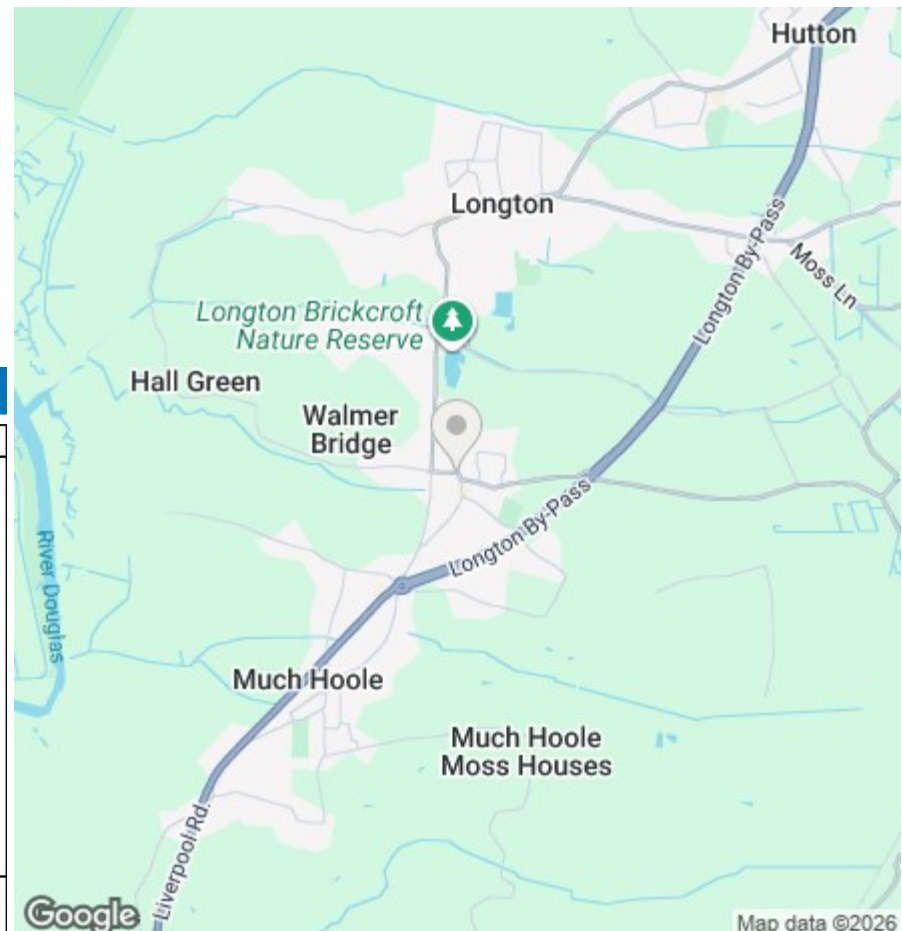 Hutton
Longton
Longton By-Pass
Moss Ln
Longton Brickcroft
Nature Reserve
Hall Green
Walmer
Bridge
Longton By-Pass
River Douglas
Much Hoole
Much Hoole
Moss Houses
Liverpool Rd.
Google
Map data ©2026